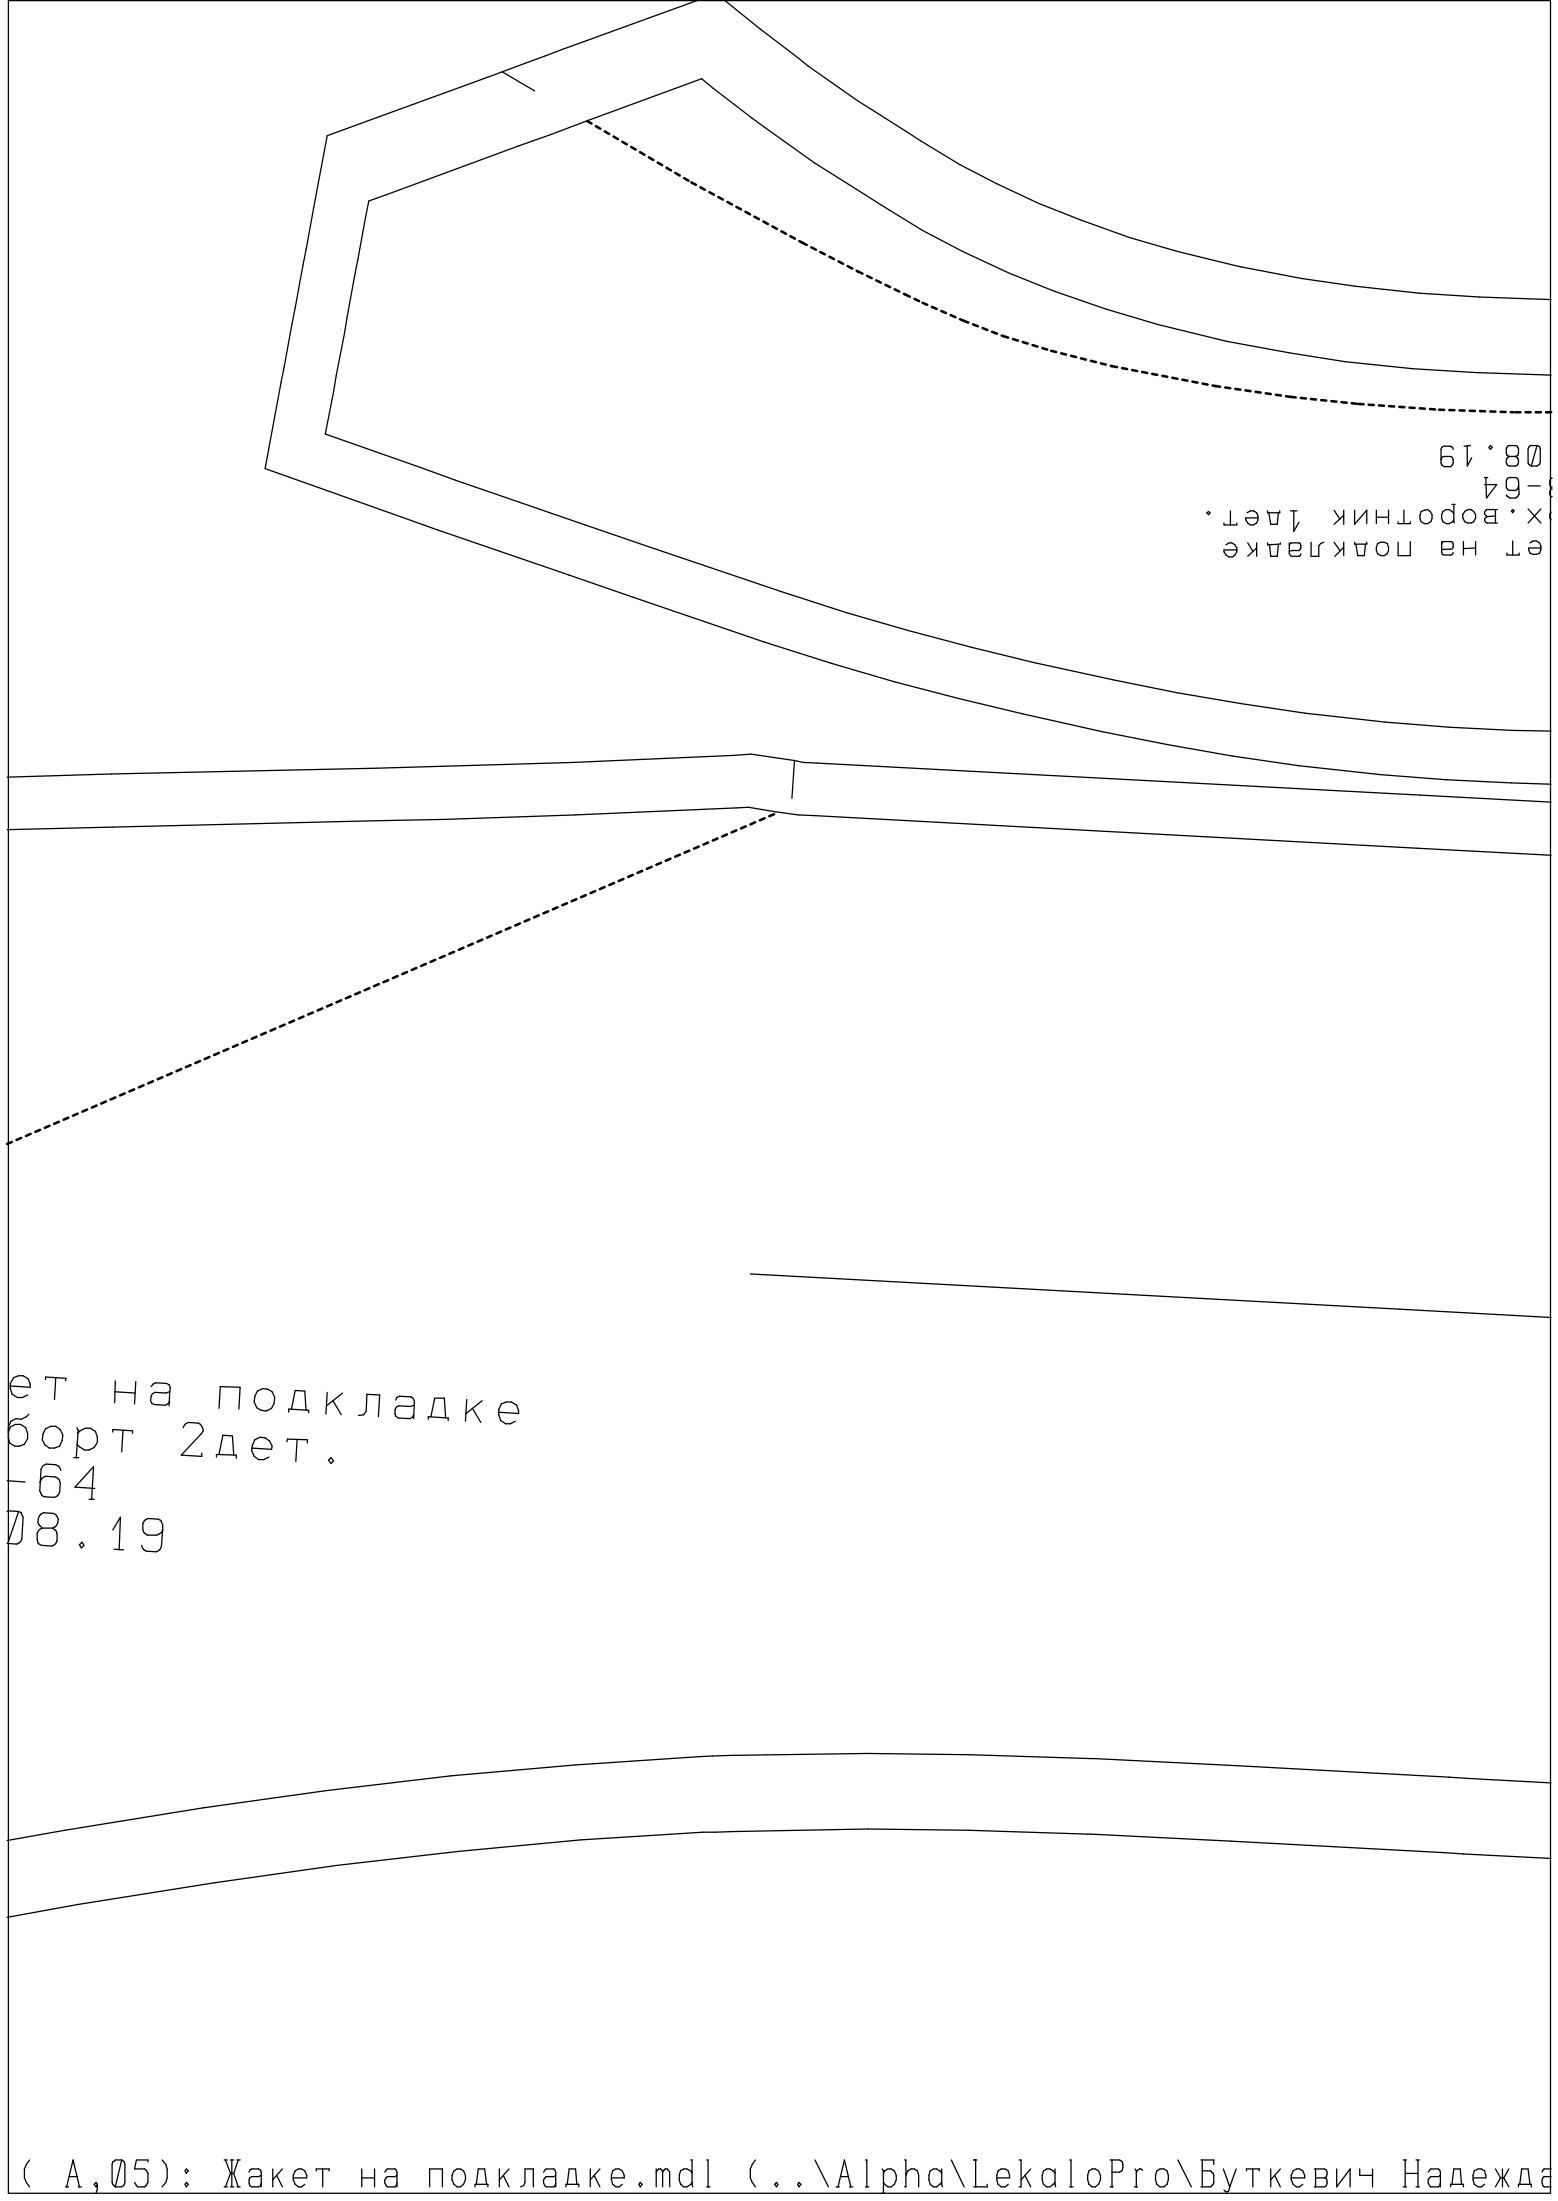 ет на подкладке
х.воротник 1дет.
-64
08.19
ет на подкладке
борт 2дет.
-64
08.19
( A,05): Жакет на подкладке.mdl (..\Alpha\LekaloPro\Буткевич Надежда